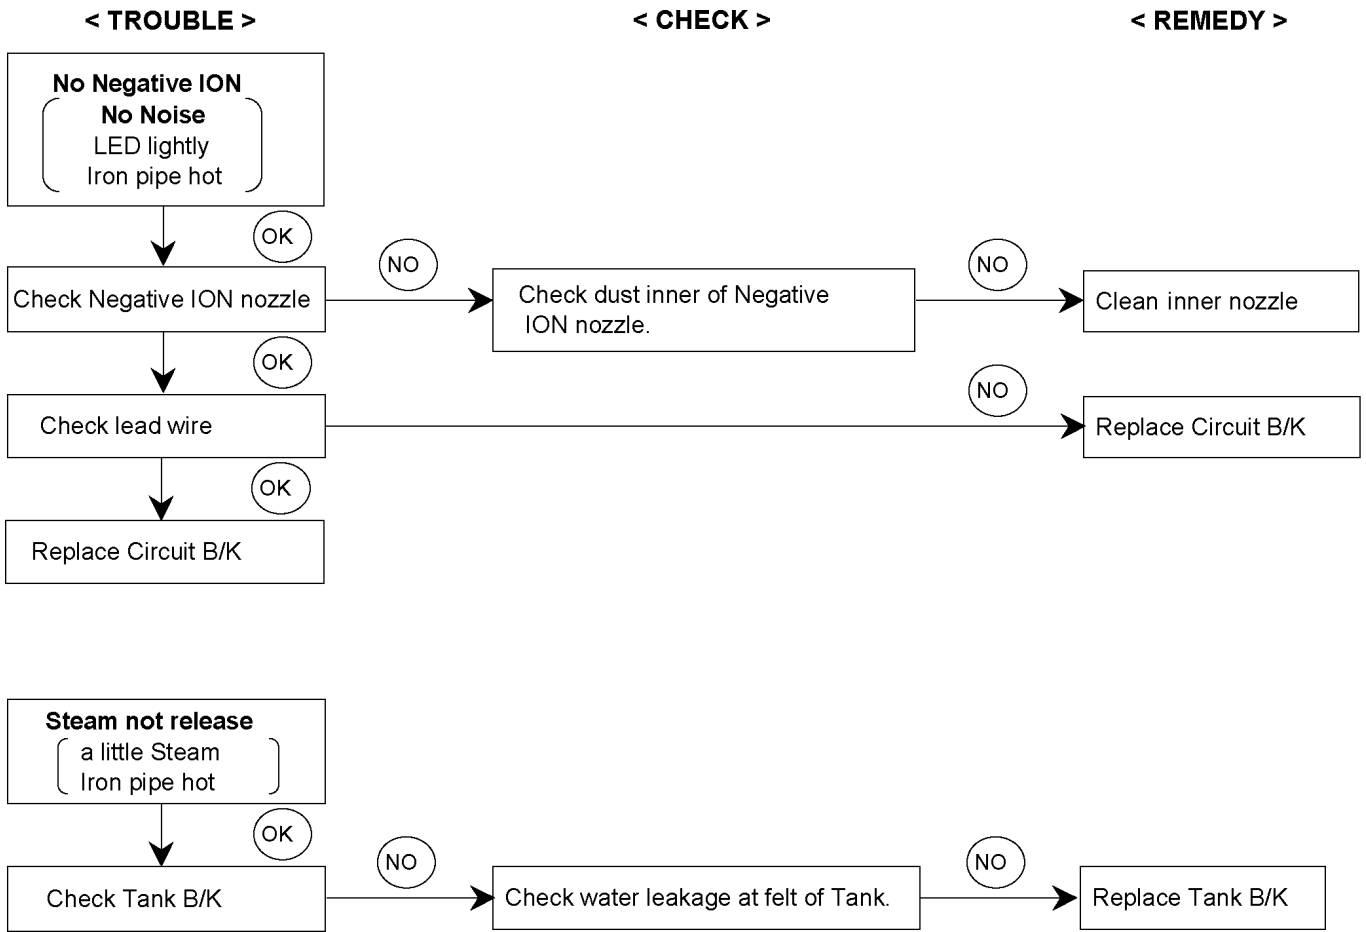 < TROUBLE >
< CHECK >
< REMEDY >
No Negative ION
No Noise
LED lightly
Iron pipe hot
OK
Check Negative ION nozzle
NO
Check dust inner of Negative
ION nozzle.
NO
Clean inner nozzle
OK
Check lead wire
NO
Replace Circuit B/K
OK
Replace Circuit B/K
Steam not release
a little Steam
Iron pipe hot
OK
Check Tank B/K
NO
Check water leakage at felt of Tank.
NO
Replace Tank B/K